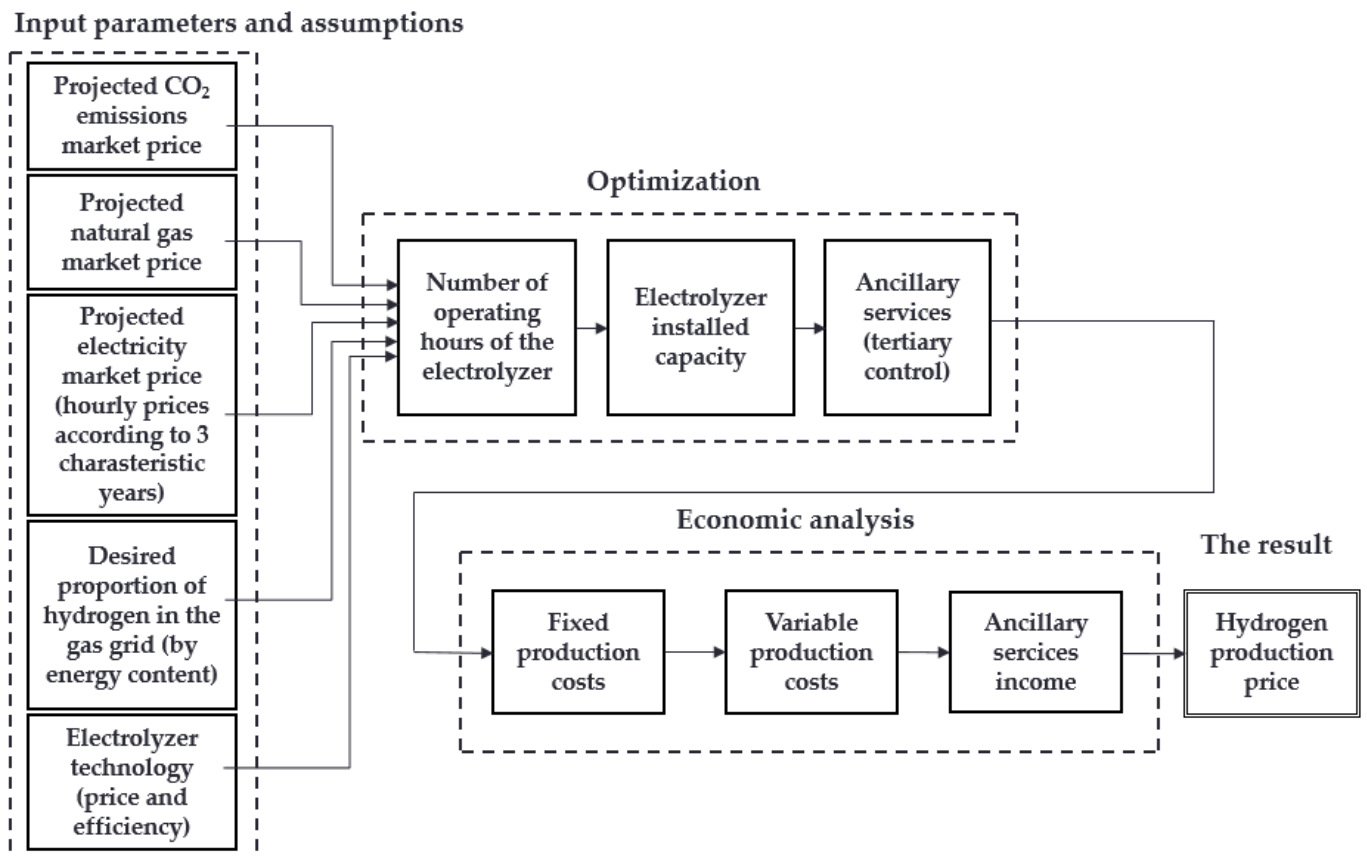 Input parameters and assumptions
Projected CO₂
emissions
market price
Projected
natural gas
market price
Projected
electricity
market price
(hourly prices
according to 3
charasteristic
years)
Desired
proportion of
hydrogen in the
gas grid (by
energy content)
Electrolyzer
technology
(price and
efficiency)
Optimization
Number of
operating
hours of the
electrolyzer
Electrolyzer
installed
capacity
Ancillary
services
(tertiary
control)
Economic analysis
Fixed
production
costs
Variable
production
costs
Ancillary
sercices
income
The result
Hydrogen
production
price